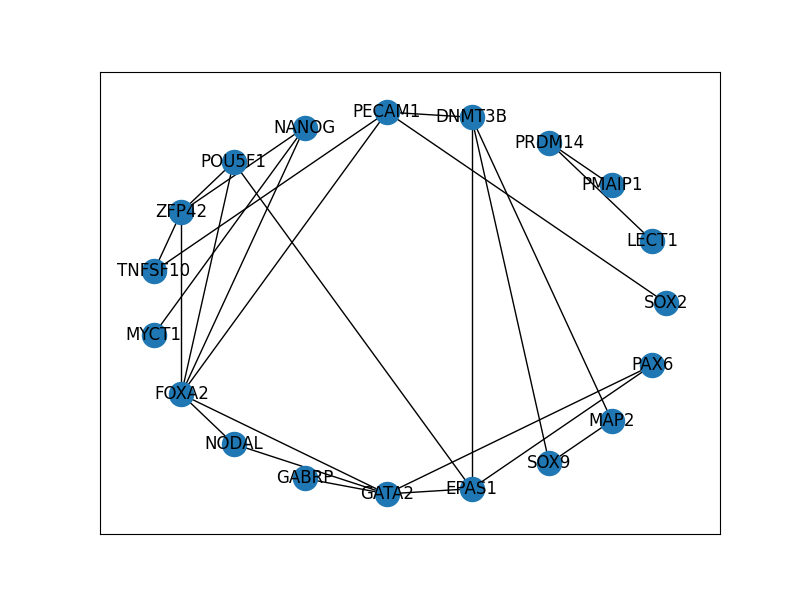 PECAM1
DNMT3B
NANOG
PRDM14
POU5F1
PMAIP1
ZFP42
LECT1
TNFSF10
SOX2
MYCT1
PAX6
FOXA2
MAP2
NODAL
SOX9
GABRP
EPAS1
GATA2